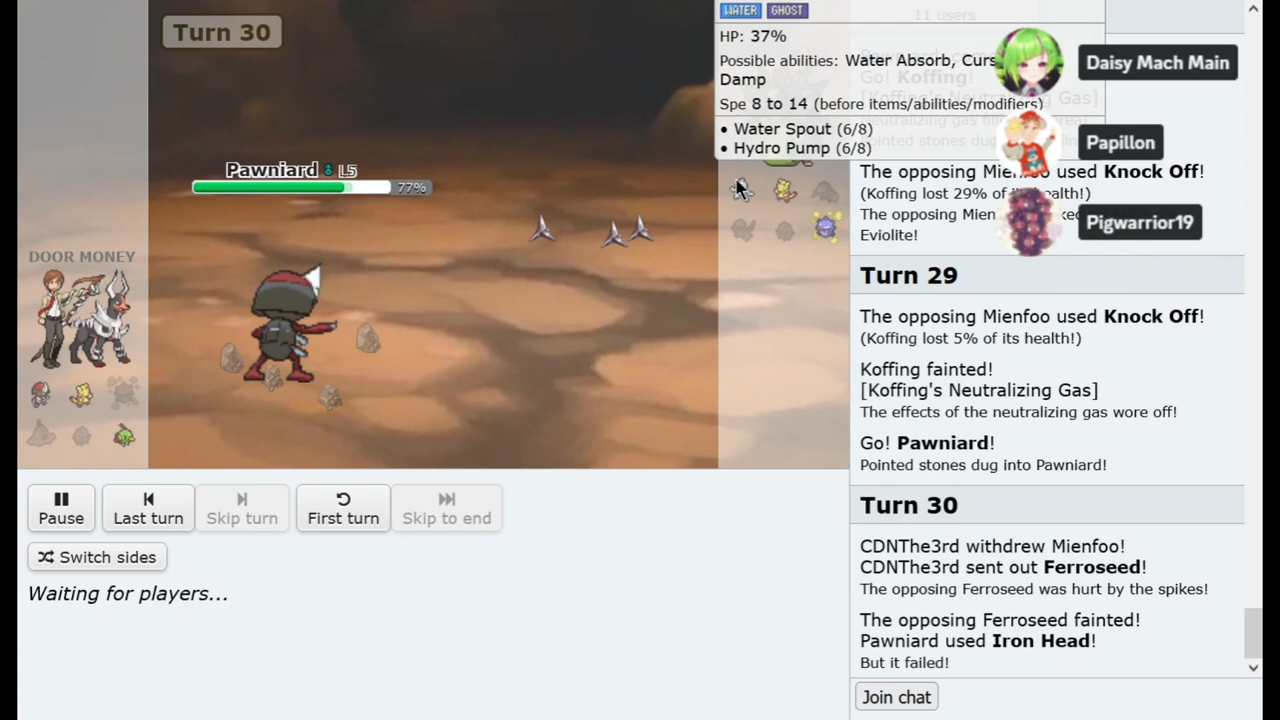 Turn 30
Pawniard L5
77%
DOOR MONEY
WATER GHOST
HP: 37%
Possible abilities: Water Absorb, Curs
Damp
Spe 8 to 14 (before items/abilities/modifiers)
• Water Spout (6/8)
• Hydro Pump (6/8)
11 users
Go! Koffing!
[Koffing's Neutralizing Gas]
Daisy Mach Main
Papillon
Pigwarrior19
The opposing Mienfoo used Knock Off!
(Koffing lost 29% of its health!)
The opposing Mien
Eviolite!
Turn 29
The opposing Mienfoo used Knock Off!
(Koffing lost 5% of its health!)
Koffing fainted!
[Koffing's Neutralizing Gas]
The effects of the neutralizing gas wore off!
Go! Pawniard!
Pointed stones dug into Pawniard!
Turn 30
CDNThe3rd withdrew Mienfoo!
CDNThe3rd sent out Ferroseed!
The opposing Ferroseed was hurt by the spikes!
The opposing Ferroseed fainted!
Pawniard used Iron Head!
But it failed!
Pause
Last turn
Skip turn
First turn
Skip to end
Switch sides
Waiting for players...
Join chat